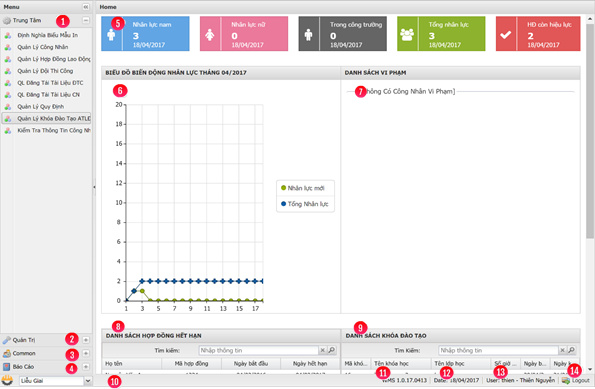 Menu
Trung Tâm 1
Định Nghĩa Biểu Mẫu In
Quản Lý Công Nhân
Quản Lý Hợp Đồng Lao Động
Quản Lý Đội Thi Công
QL Đăng Tải Tài Liệu ĐTC
QL Đăng Tải Tài Liệu CN
Quản Lý Quy Định
Quản Lý Khóa Đào Tạo ATLĐ
Kiểm Tra Thông Tin Công Nh
Quản Trị 2
Common 3
Báo Cáo 4
Liễu Giai
Home
5 Nhân lực nam
3
18/04/2017
Nhân lực nữ
0
18/04/2017
Trong công trường
0
18/04/2017
Tổng nhân lực
3
18/04/2017
HĐ còn hiệu lực
2
18/04/2017
BIỂU ĐỒ BIẾN ĐỘNG NHÂN LỰC THÁNG 04/2017
6
20
18
16
14
12
10
8
6
4
2
0
1 3 5 7 9 11 13 15 17
Nhân lực mới
Tổng Nhân lực
DANH SÁCH VI PHẠM
7 Không Có Công Nhân Vi Phạm]
8
DANH SÁCH HỢP ĐỒNG HẾT HẠN
Tìm kiếm: Nhập thông tin
Họ tên Mã hợp đồng Ngày bắt đầu Ngày hết hạn
9
DANH SÁCH KHÓA ĐÀO TẠO
Tìm kiếm: Nhập thông tin
Mã khó... Tên khóa học Tên lớp học Số giờ ... Ngày b... Ngày k...
10 11 12 13 14
WMS 1.0.17.0413 Date: 18/04/2017 User: thien - Thiên Nguyễn Logout